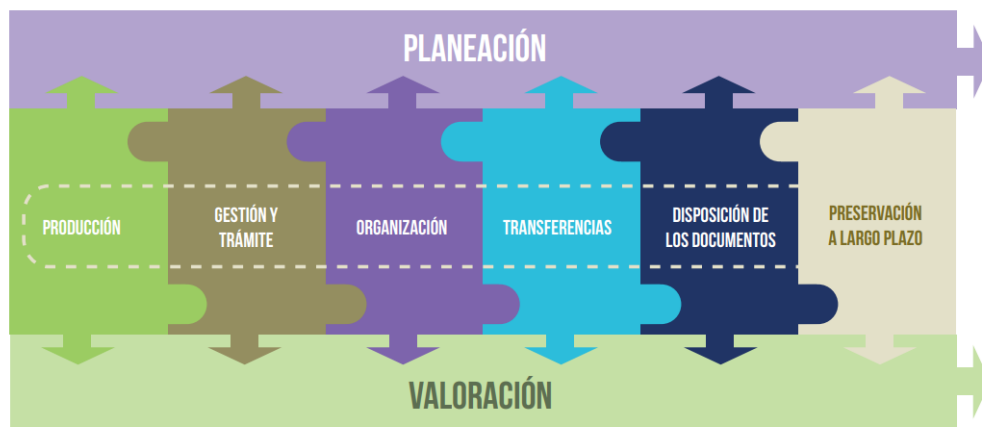 PLANEACIÓN
PRODUCCIÓN
GESTIÓN Y
TRÁMITE
ORGANIZACIÓN
TRANSFERENCIAS
DISPOSICIÓN DE
LOS DOCUMENTOS
PRESERVACIÓN
A LARGO PLAZO
VALORACIÓN